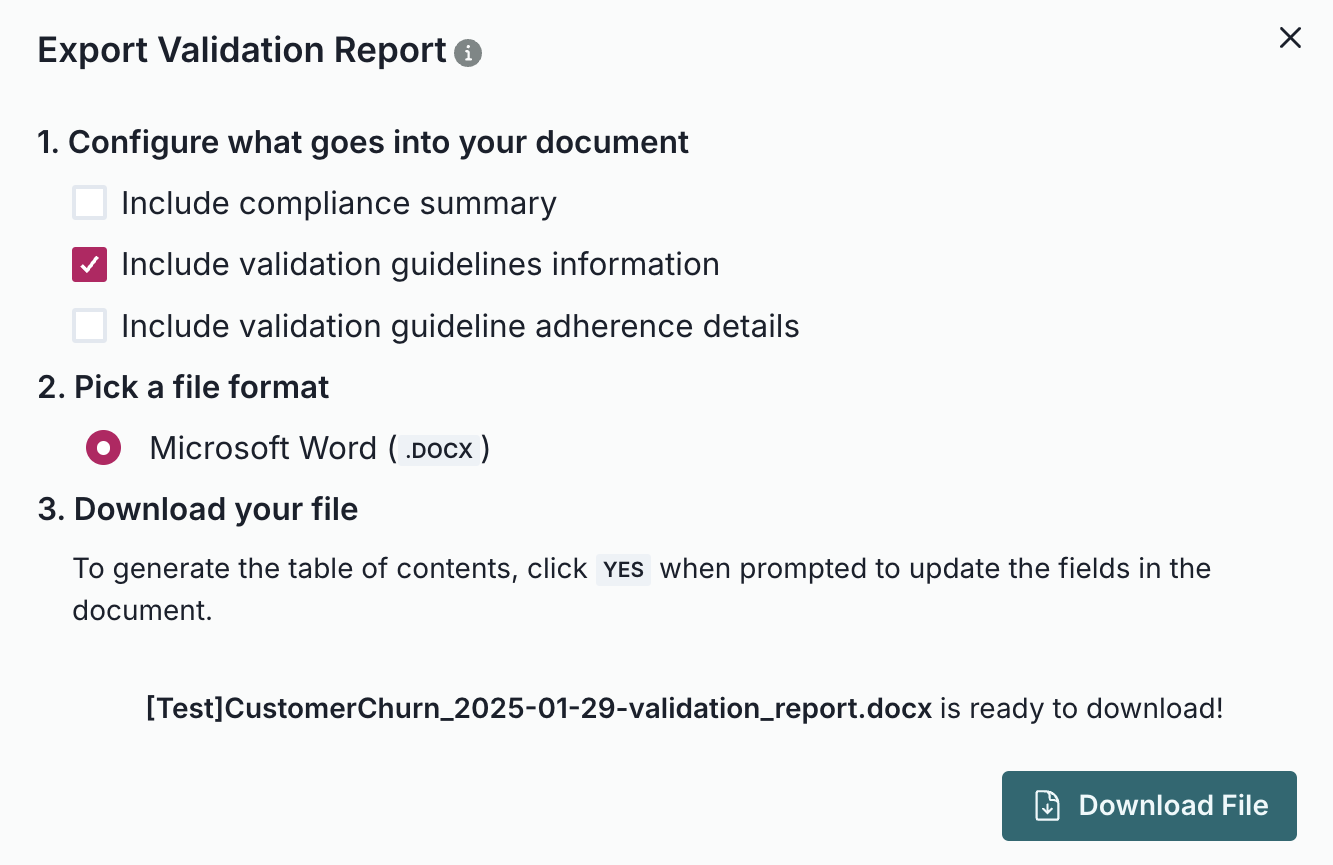 Export Validation Report
1. Configure what goes into your document
Include compliance summary
Include validation guidelines information
Include validation guideline adherence details
2. Pick a file format
Microsoft Word (.DOCX)
3. Download your file
To generate the table of contents, click YES when prompted to update the fields in the
document.
[Test]CustomerChurn_2025-01-29-validation_report.docx is ready to download!
Download File